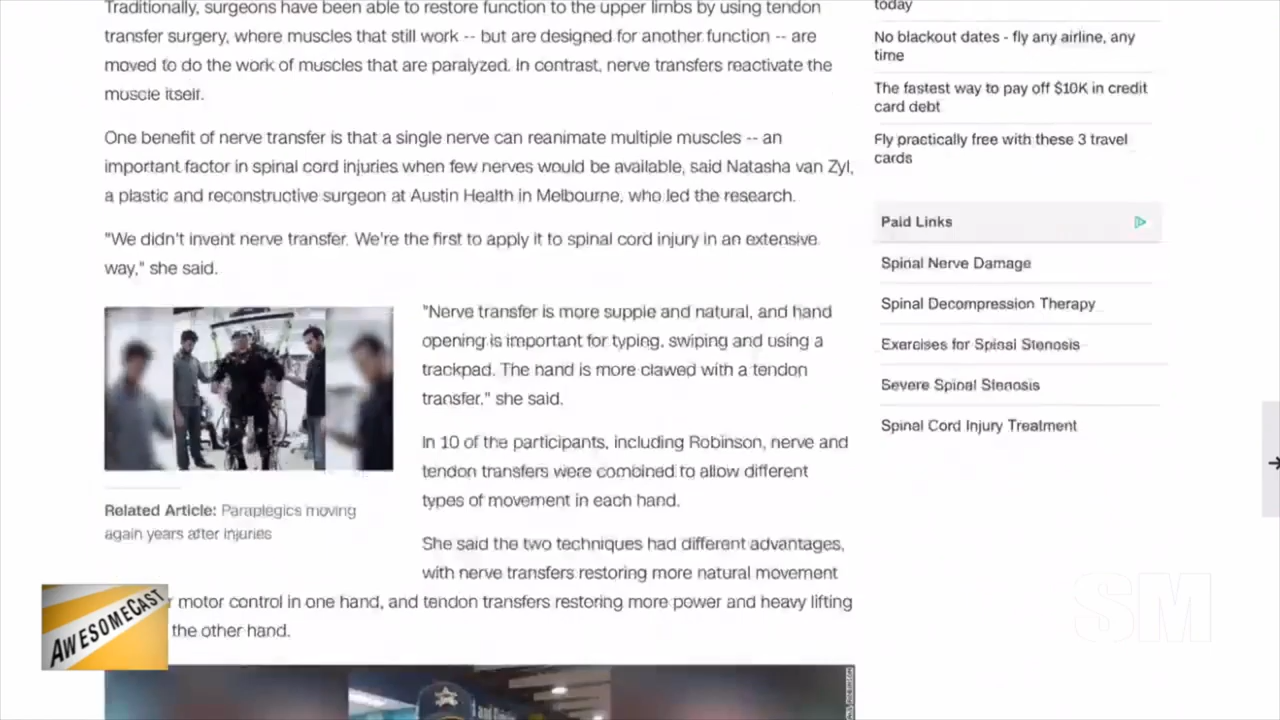 Traditionally, surgeons have been able to restore function to the upper limbs by using tendon
transfer surgery, where muscles that still work -- but are designed for another function -- are
moved to do the work of muscles that are paralyzed. In contrast, nerve transfers reactivate the
muscle itself.
One benefit of nerve transfer is that a single nerve can reanimate multiple muscles -- an
important factor in spinal cord injuries when few nerves would be available, said Natasha van Zyl,
a plastic and reconstructive surgeon at Austin Health in Melbourne, who led the research.
"We didn't invent nerve transfer. We're the first to apply it to spinal cord injury in an extensive
way," she said.
"Nerve transfer is more supple and natural, and hand
opening is important for typing, swiping and using a
trackpad. The hand is more clawed with a tendon
transfer," she said.
Related Article: Paraplegics moving
again years after injuries
In 10 of the participants, including Robinson, nerve and
tendon transfers were combined to allow different
types of movement in each hand.
She said the two techniques had different advantages,
with nerve transfers restoring more natural movement
motor control in one hand, and tendon transfers restoring more power and heavy lifting
the other hand.
today
No blackout dates - fly any airline, any
time
The fastest way to pay off $10K in credit
card debt
Fly practically free with these 3 travel
cards
Paid Links
Spinal Nerve Damage
Spinal Decompression Therapy
Exercises for Spinal Stenosis
Severe Spinal Stenosis
Spinal Cord Injury Treatment
AWESOMECAST
SM